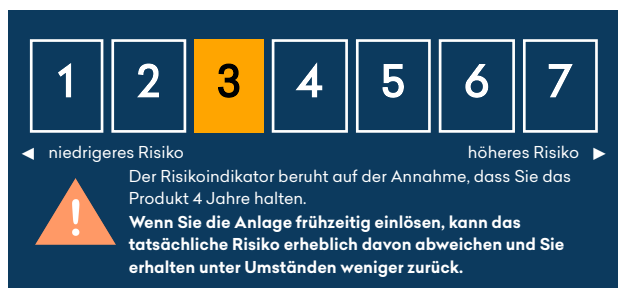 1 2 3 4 5 6 7
◀ niedrigeres Risiko höheres Risiko ▶
Der Risikoindikator beruht auf der Annahme, dass Sie das
Produkt 4 Jahre halten.
Wenn Sie die Anlage frühzeitig einlösen, kann das
tatsächliche Risiko erheblich davon abweichen und Sie
erhalten unter Umständen weniger zurück.